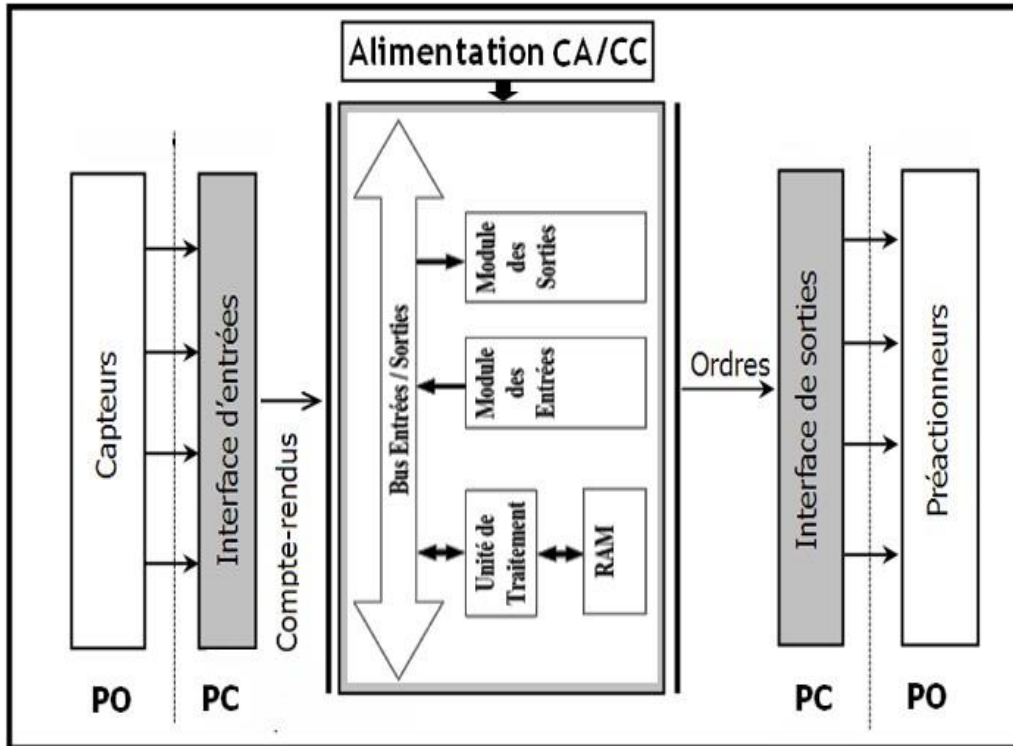 Alimentation CA/CC
Capteurs
Interface d'entrées
Compte-rendus
Bus Entrées / Sorties
Module
des
Sorties
Module
des
Entrées
Unité de
Traitement
RAM
Ordres
Interface de sorties
Préactionneurs
PO
PC
PC
PO